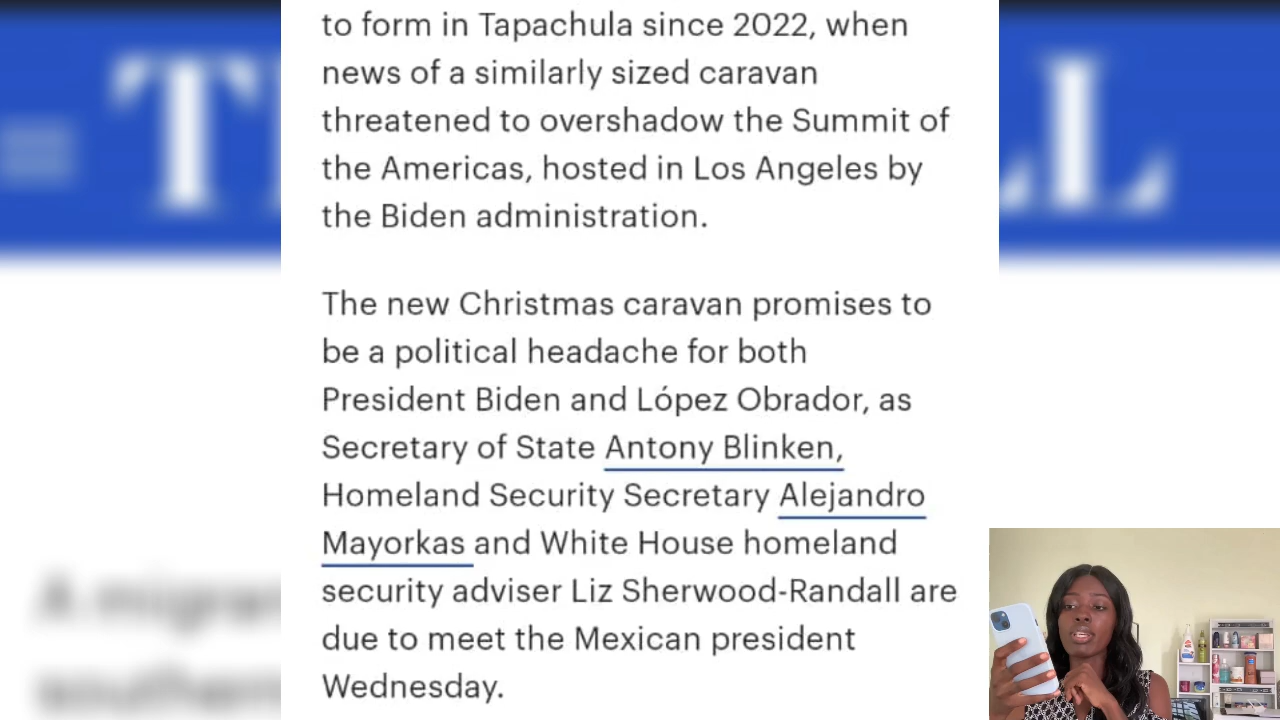 to form in Tapachula since 2022, when
news of a similarly sized caravan
threatened to overshadow the Summit of
the Americas, hosted in Los Angeles by
the Biden administration.
The new Christmas caravan promises to
be a political headache for both
President Biden and López Obrador, as
Secretary of State Antony Blinken,
Homeland Security Secretary Alejandro
Mayorkas and White House homeland
security adviser Liz Sherwood-Randall are
due to meet the Mexican president
Wednesday.